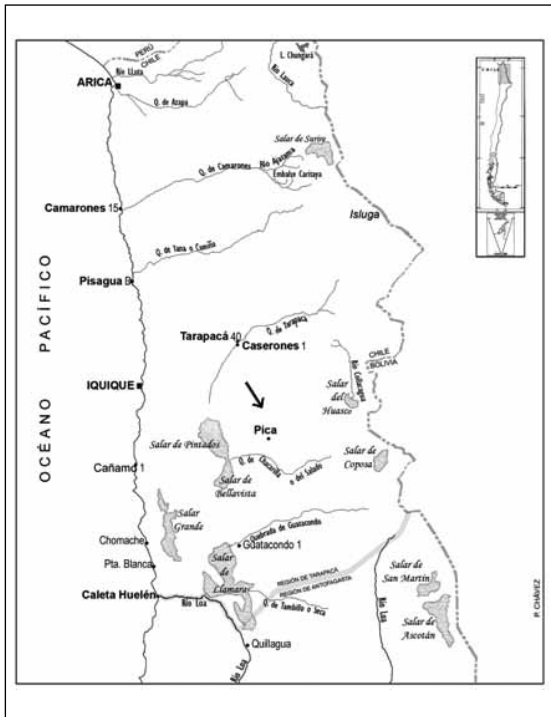 PERÚ
CHILE
L. Chungará
Río Lluta
ARICA
Río Lauca
Q. de Azapa
Salar de Surire
Río Ajatama
Q. de Camarones
Embalse Caritaya
Camarones 15
Isluga
Q. de Tana o Camiña
Pisagua B
OCÉANO PACÍFICO
Q. de Tarapacá
Tarapacá 40
Caserones 1
CHILE
BOLIVIA
Río Collacagua
IQUIQUE
Salar
del
Huasco
Pica
Salar de Pintados
Q. de Chacarilla
o del Salado
Salar
de
Coposa
Cáñamo 1
Salar
de
Bellavista
Salar
Grande
Quebrada de Guatacondo
Chomache
Guatacondo 1
Salar
de
Llamara
Pta. Blanca
REGIÓN DE TARAPACÁ
REGIÓN DE ANTOFAGASTA
Salar
de
San Martín
Caleta Huelén
Río Loa
Q. de Tambillo o Seca
Río Loa
Salar
de
Ascotán
Quillagua
Río Loa
P. CHÁVEZ